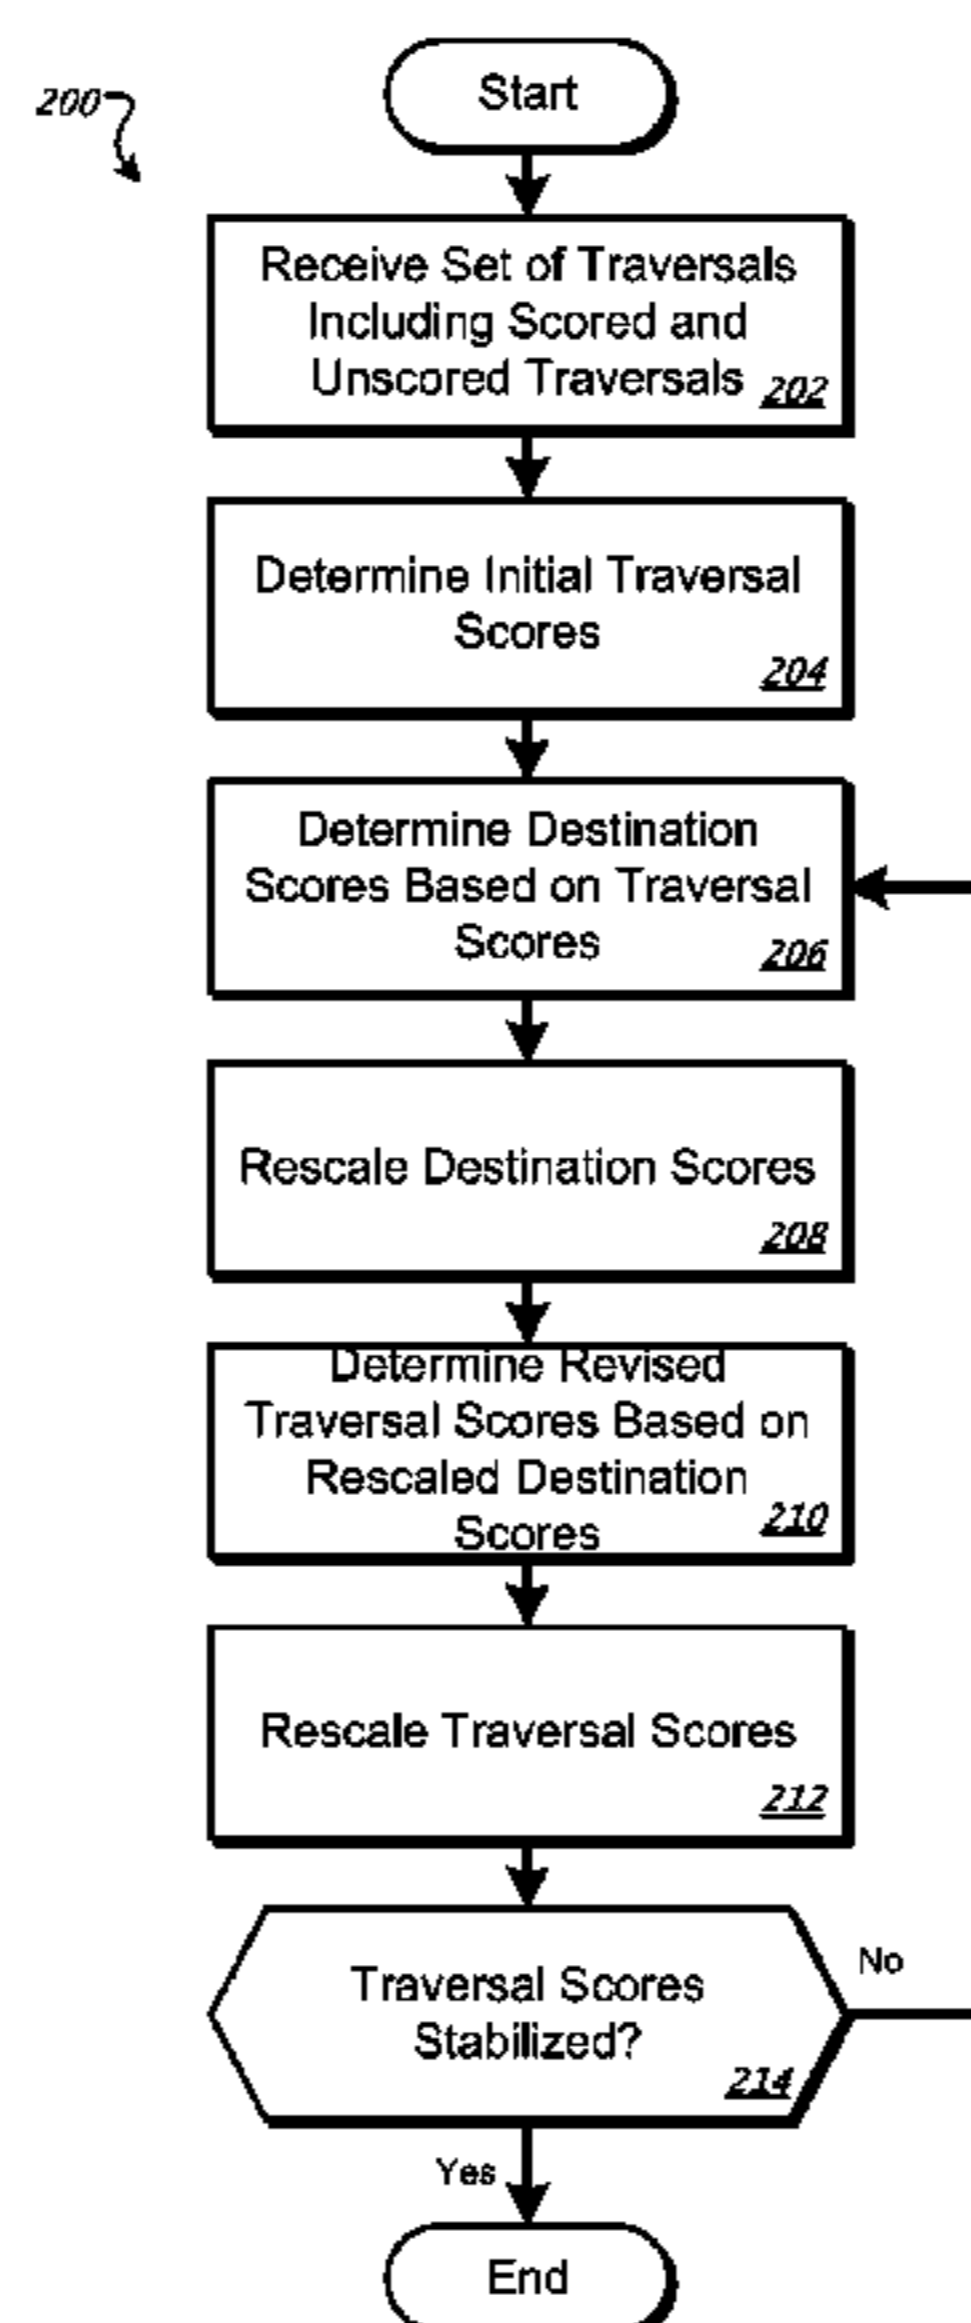 200
Start
Receive Set of Traversals
Including Scored and
Unscored Traversals
202
Determine Initial Traversal
Scores
204
Determine Destination
Scores Based on Traversal
Scores
206
Rescale Destination Scores
208
Determine Revised
Traversal Scores Based on
Rescaled Destination
Scores
210
Rescale Traversal Scores
212
Traversal Scores
Stabilized?
214
No
Yes
End